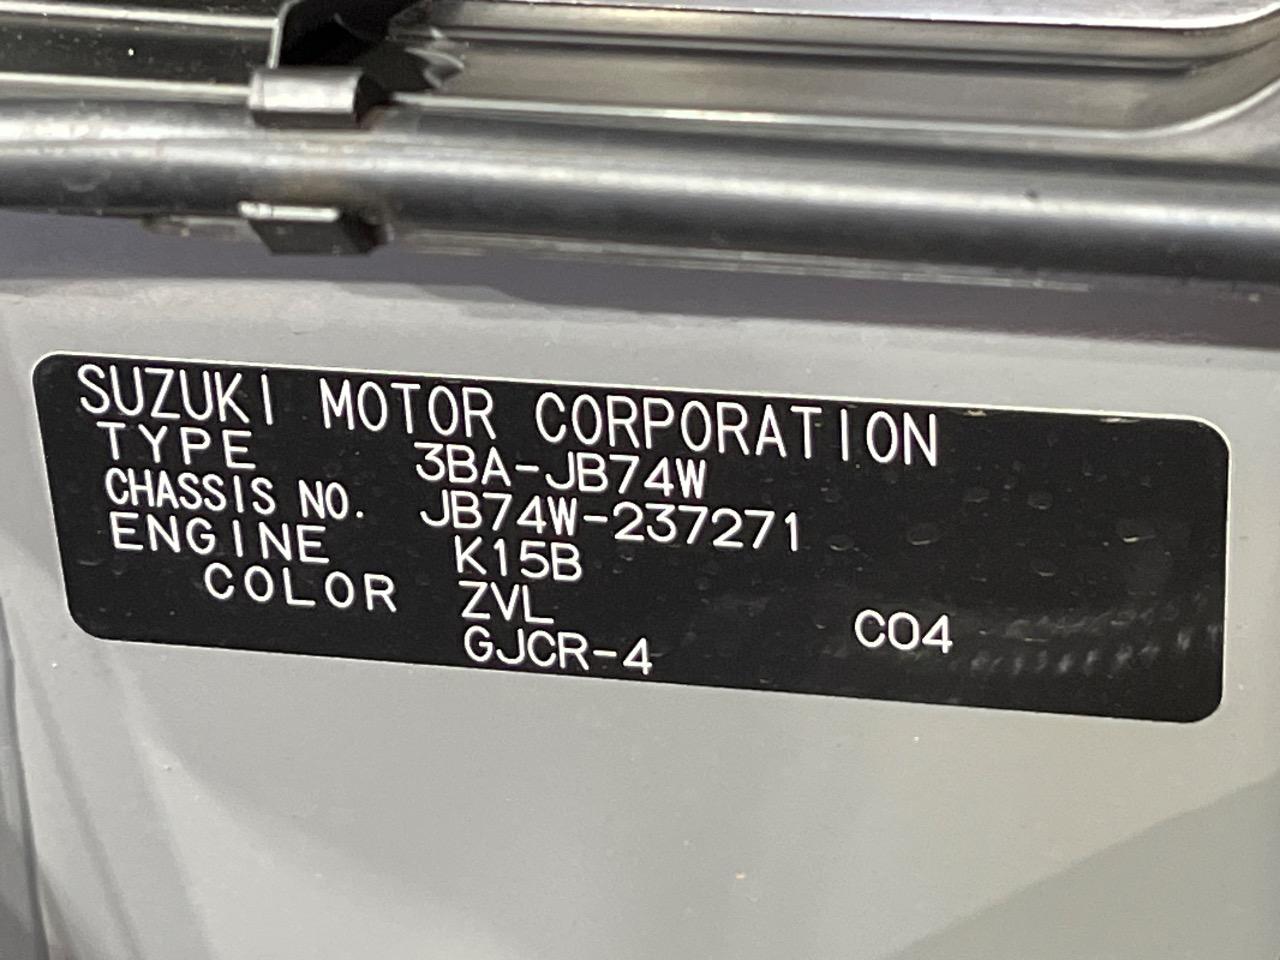 SUZUKI MOTOR CORPORATION
TYPE 3BA-JB74W
CHASSIS NO. JB74W-237271
ENGINE K15B
COLOR ZVL C04
GJCR-4